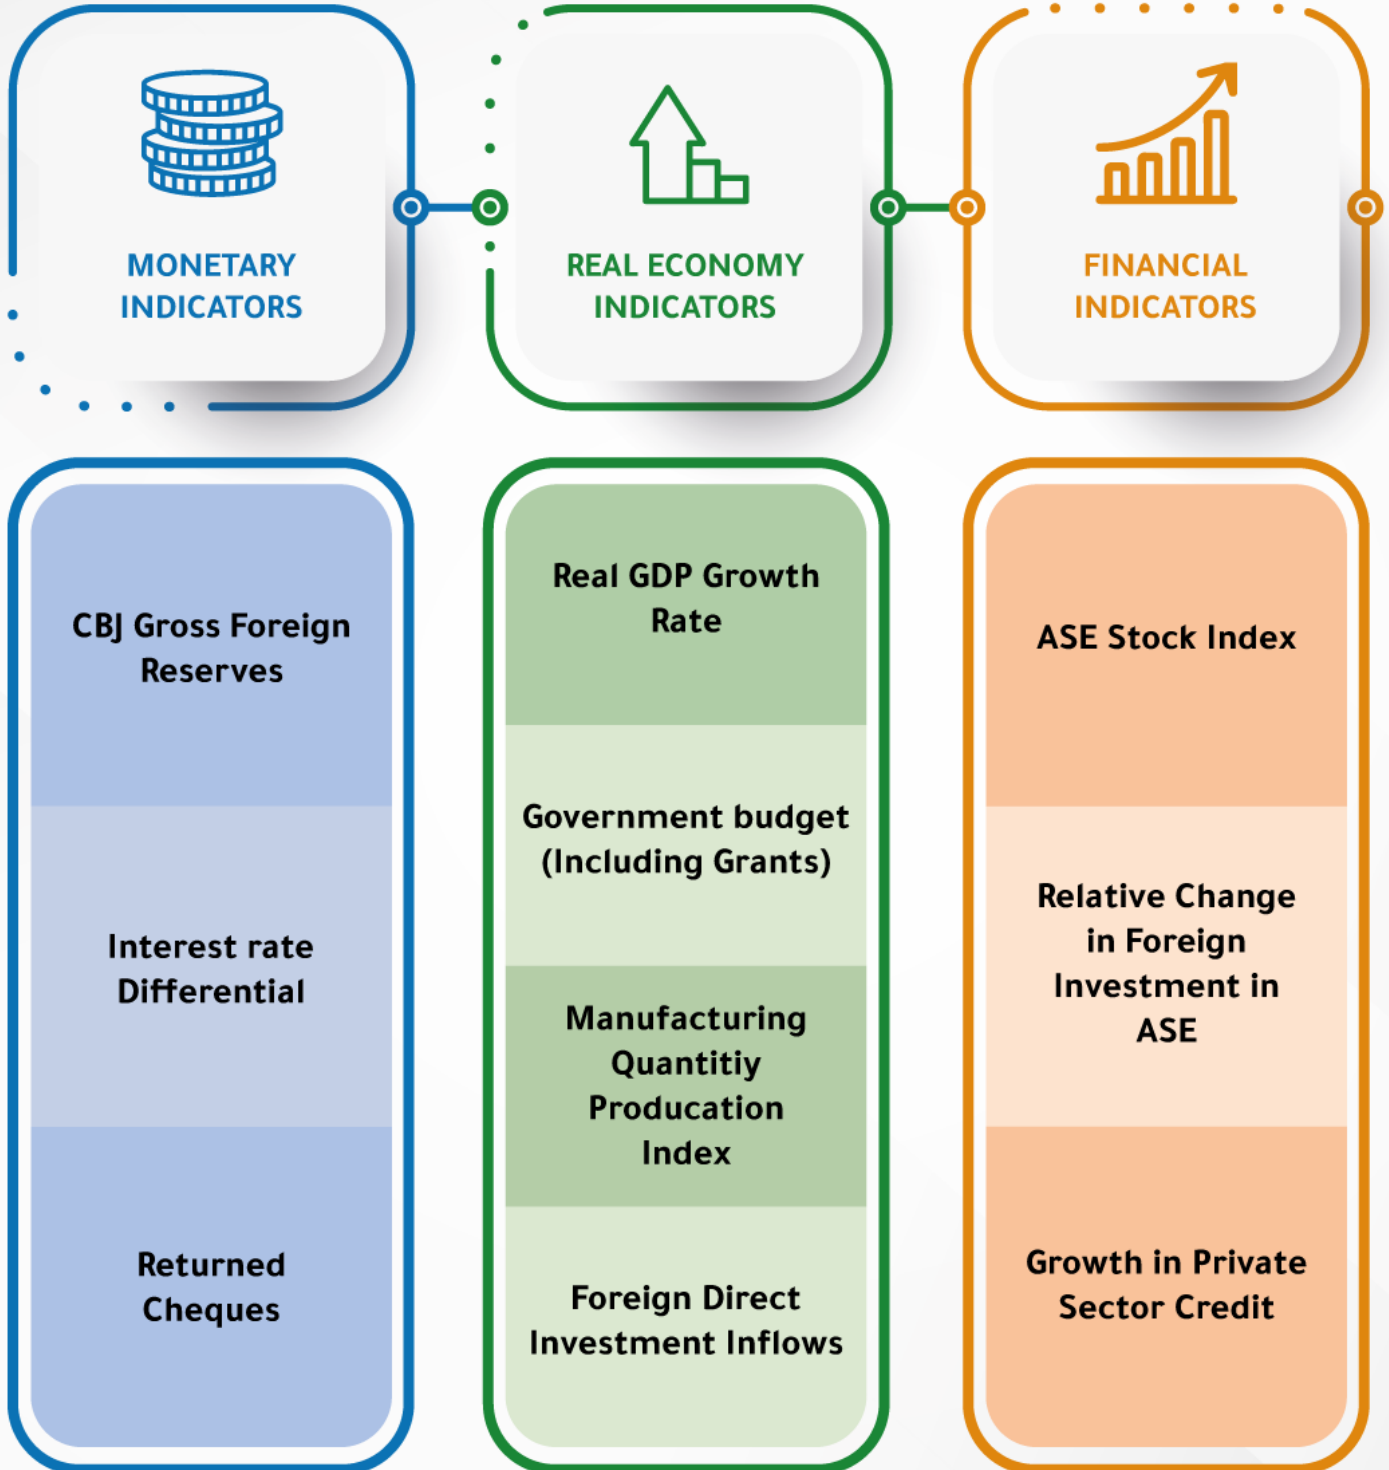 MONETARY
INDICATORS
REAL ECONOMY
INDICATORS
FINANCIAL
INDICATORS
CBJ Gross Foreign
Reserves
Interest rate
Differential
Returned
Cheques
Real GDP Growth
Rate
Government budget
(Including Grants)
Manufacturing
Quantitiy
Producation
Index
Foreign Direct
Investment Inflows
ASE Stock Index
Relative Change
in Foreign
Investment in
ASE
Growth in Private
Sector Credit